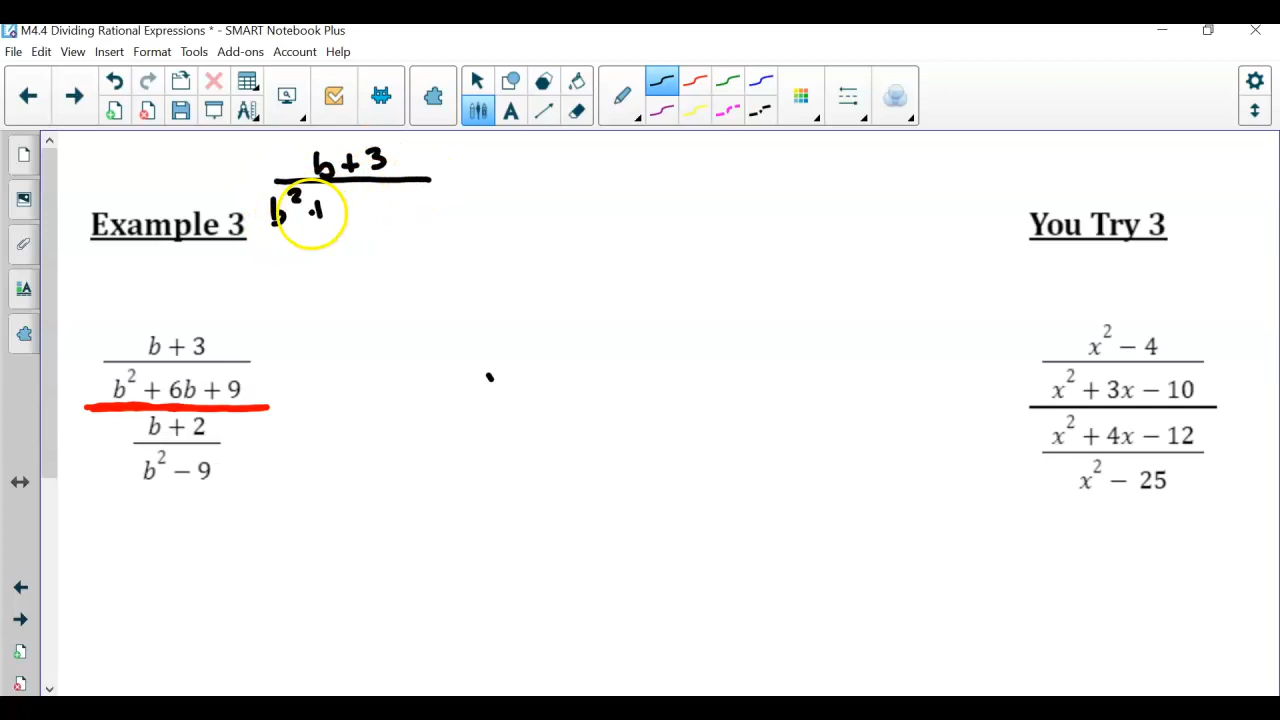 M4.4 Dividing Rational Expressions * - SMART Notebook Plus
File Edit View Insert Format Tools Add-ons Account Help
b + 3
b²
Example 3
You Try 3
b + 3
b² + 6b + 9
b + 2
b² − 9
x² − 4
x² + 3x − 10
x² + 4x − 12
x² − 25